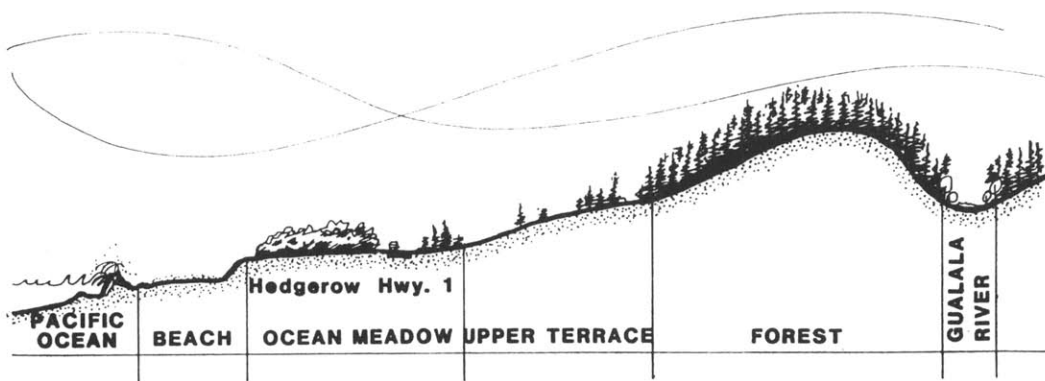 Hedgerow Hwy. 1
PACIFIC
OCEAN
BEACH
OCEAN MEADOW
UPPER TERRACE
FOREST
GUALALA
RIVER